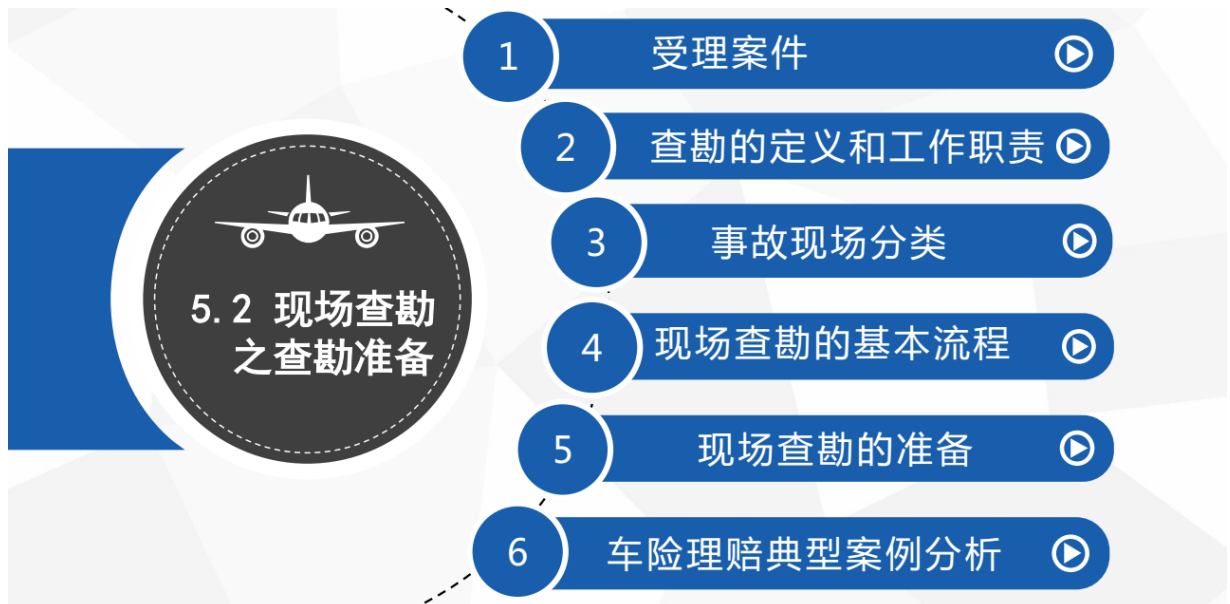 5.2 现场查勘
之查勘准备
1 受理案件
2 查勘的定义和工作职责
3 事故现场分类
4 现场查勘的基本流程
5 现场查勘的准备
6 车险理赔典型案例分析